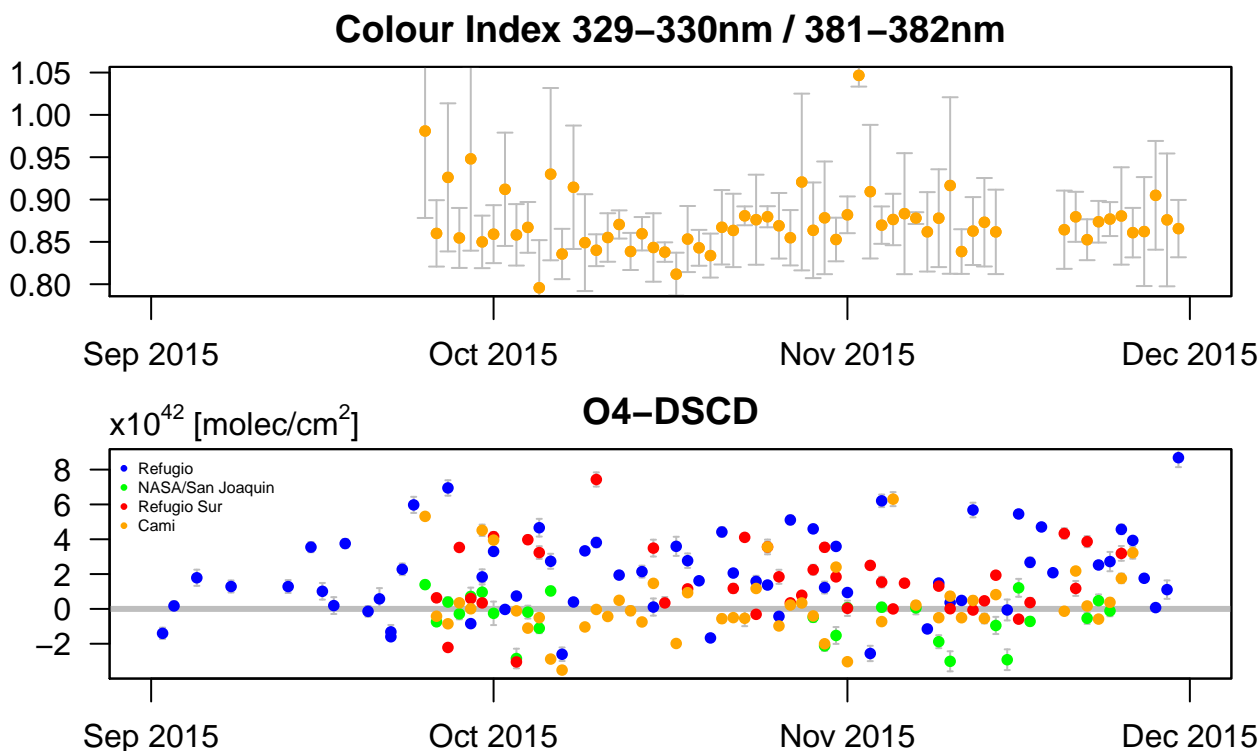 Colour Index 329−330nm / 381−382nm
1.05
1.00
0.95
0.90
0.85
0.80
Sep 2015 Oct 2015 Nov 2015 Dec 2015
x10^42 [molec/cm^2] O4−DSCD
8
6
4
2
0
−2
Refugio
NASA/San Joaquin
Refugio Sur
Cami
Sep 2015 Oct 2015 Nov 2015 Dec 2015